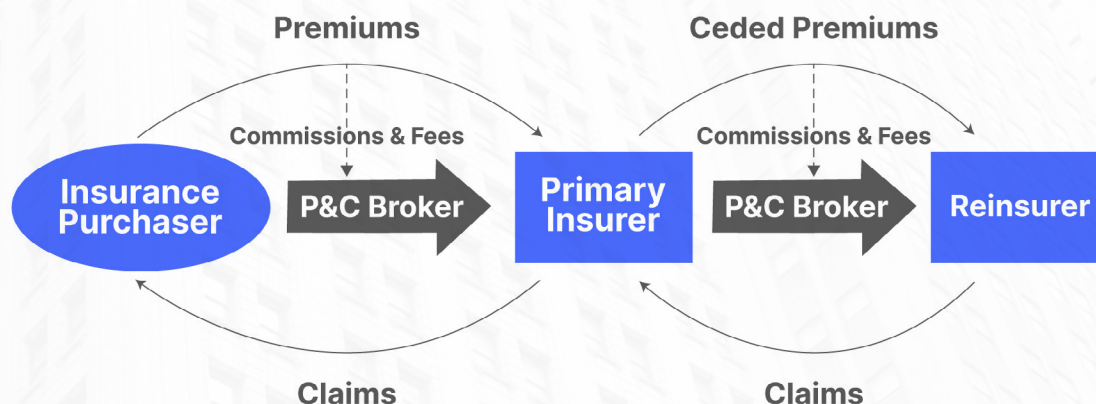 Premiums
Ceded Premiums
Commissions & Fees
Commissions & Fees
Insurance
Purchaser
P&C Broker
Primary
Insurer
P&C Broker
Reinsurer
Claims
Claims